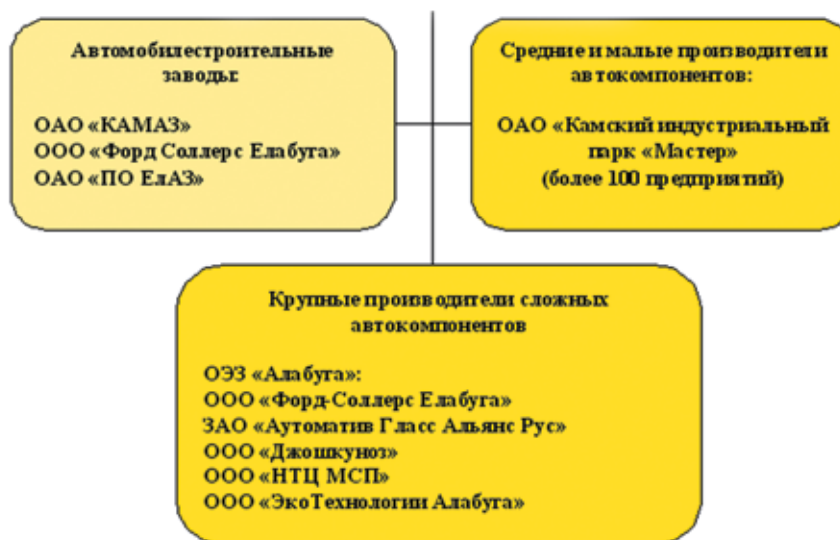 Автомобилестроительные
заводы:
ОАО «КАМАЗ»
ООО «Форд Соллерс Елабуга»
ОАО «ПО ЕлАЗ»
Средние и малые производители
автокомпонентов:
ОАО «Камский индустриальный
парк «Мастер»
(более 100 предприятий)
Крупные производители сложных
автокомпонентов
ОЭЗ «Алабуга»:
ООО «Форд-Соллерс Елабуга»
ЗАО «Аутоматив Гласс Альянс Рус»
ООО «Джошкуноз»
ООО «НТЦ МСП»
ООО «ЭкоТехнологии Алабуга»